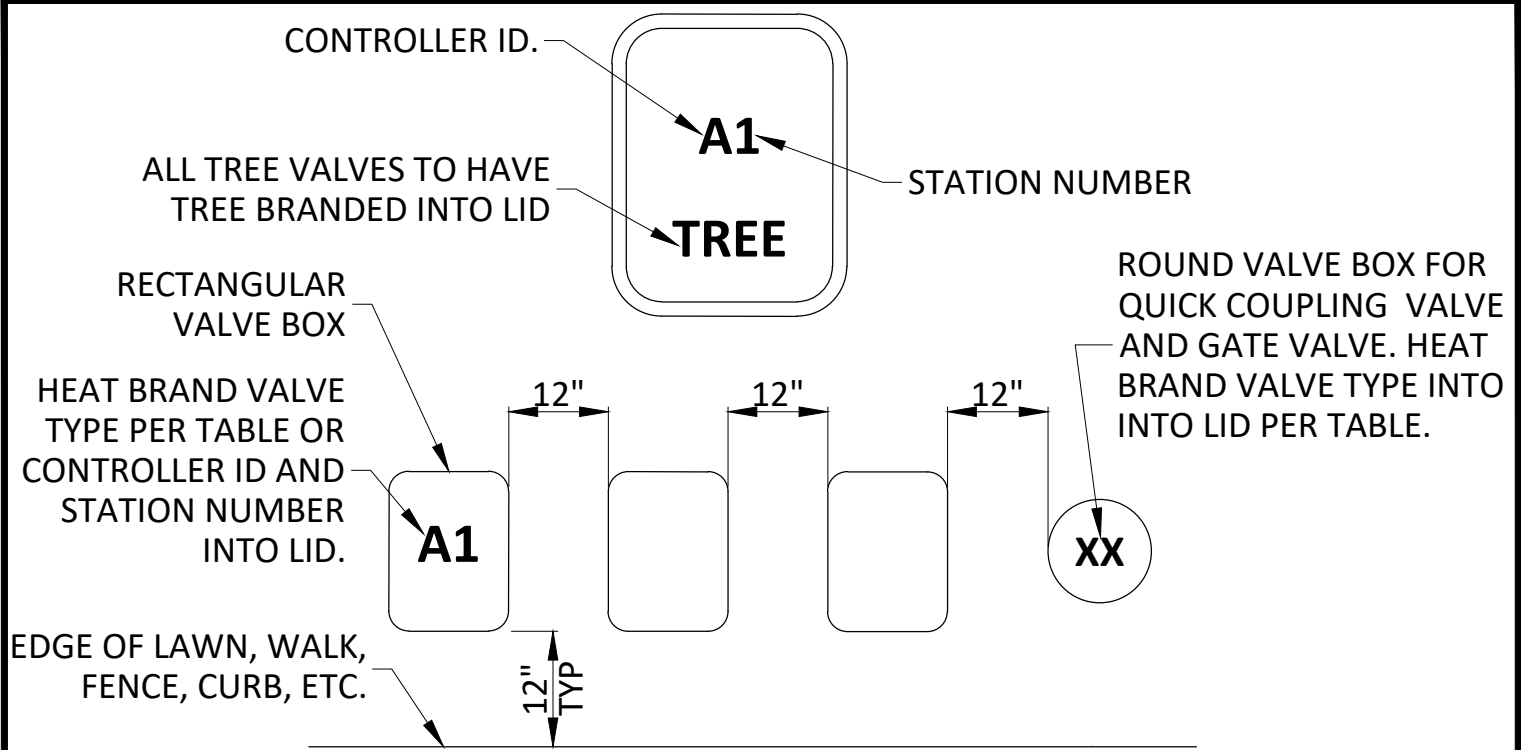 CONTROLLER ID.
A1
STATION NUMBER
ALL TREE VALVES TO HAVE
TREE BRANDED INTO LID
TREE
RECTANGULAR
VALVE BOX
ROUND VALVE BOX FOR
QUICK COUPLING VALVE
AND GATE VALVE. HEAT
BRAND VALVE TYPE INTO
INTO LID PER TABLE.
HEAT BRAND VALVE
TYPE PER TABLE OR
CONTROLLER ID AND
STATION NUMBER
INTO LID.
12"
12"
12"
A1
XX
EDGE OF LAWN, WALK,
FENCE, CURB, ETC.
12"
TYP